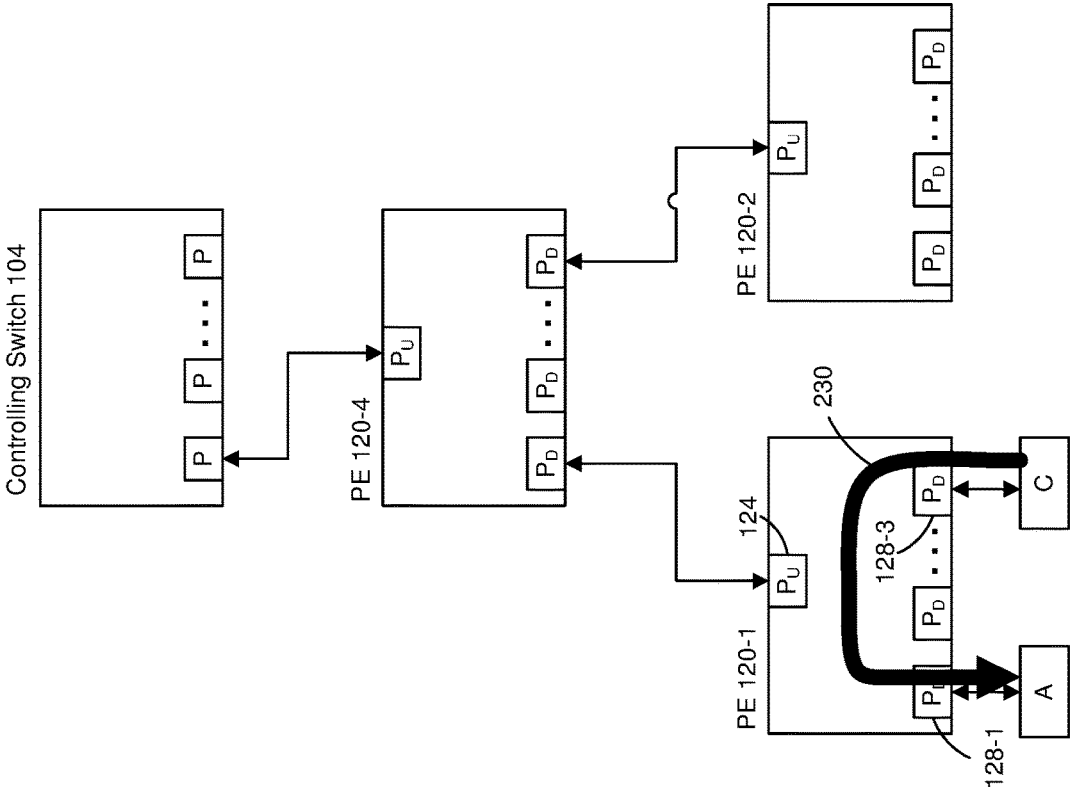 Controlling Switch 104
P
P
...
P
PE 120-4
PU
PD
PD
...
PD
PE 120-1
PU
124
PE 120-2
PU
230
PD
PD
...
PD
128-1
128-3
PD
PD
...
PD
A
C